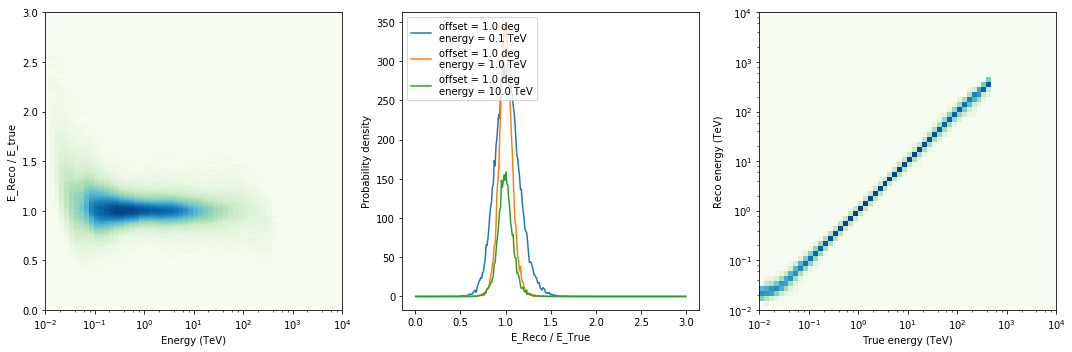 3.0
2.5
2.0
1.5
1.0
0.5
0.0
E_Reco / E_true
10⁻² 10⁻¹ 10⁰ 10¹ 10² 10³ 10⁴
Energy (TeV)
350
300
250
200
150
100
50
0
Probability density
offset = 1.0 deg
energy = 0.1 TeV
offset = 1.0 deg
energy = 1.0 TeV
offset = 1.0 deg
energy = 10.0 TeV
0.0 0.5 1.0 1.5 2.0 2.5 3.0
E_Reco / E_True
10⁴
10³
10²
10¹
10⁰
10⁻¹
10⁻²
Reco energy (TeV)
10⁻² 10⁻¹ 10⁰ 10¹ 10² 10³ 10⁴
True energy (TeV)